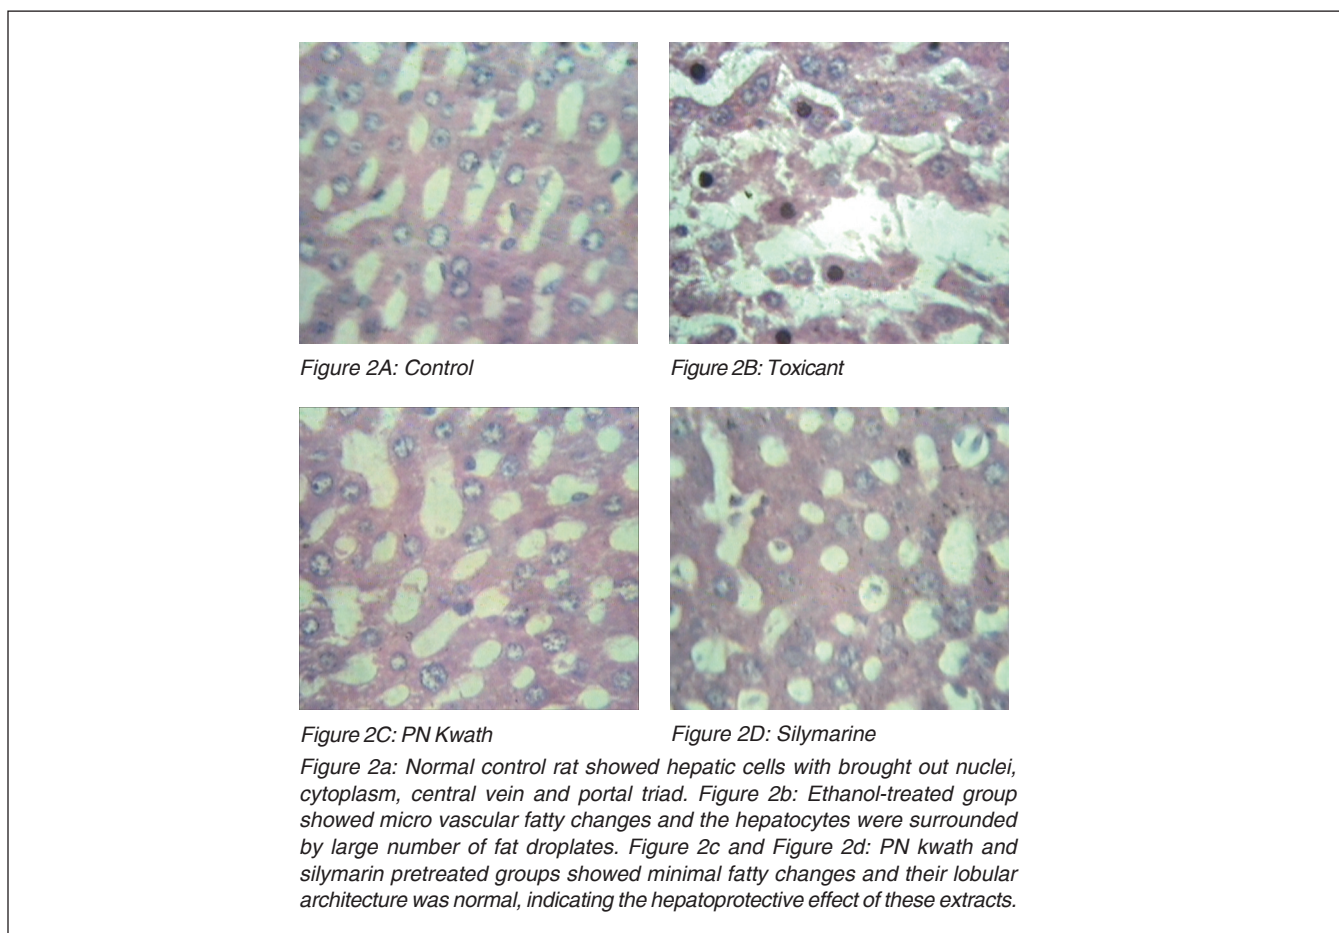 Figure 2A: Control
Figure 2B: Toxicant
Figure 2C: PN Kwath
Figure 2D: Silymarine
Figure 2a: Normal control rat showed hepatic cells with brought out nuclei,
cytoplasm, central vein and portal triad. Figure 2b: Ethanol-treated group
showed micro vascular fatty changes and the hepatocytes were surrounded
by large number of fat droplates. Figure 2c and Figure 2d: PN kwath and
silymarin pretreated groups showed minimal fatty changes and their lobular
architecture was normal, indicating the hepatoprotective effect of these extracts.